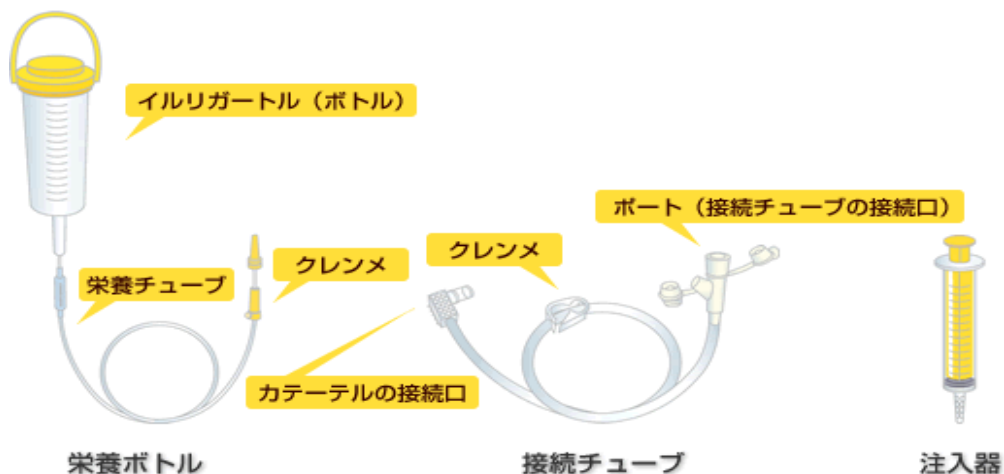 イルリガートル（ボトル）
ポート（接続チューブの接続口）
クレンメ
クレンメ
栄養チューブ
カテーテルの接続口
栄養ボトル
接続チューブ
注入器